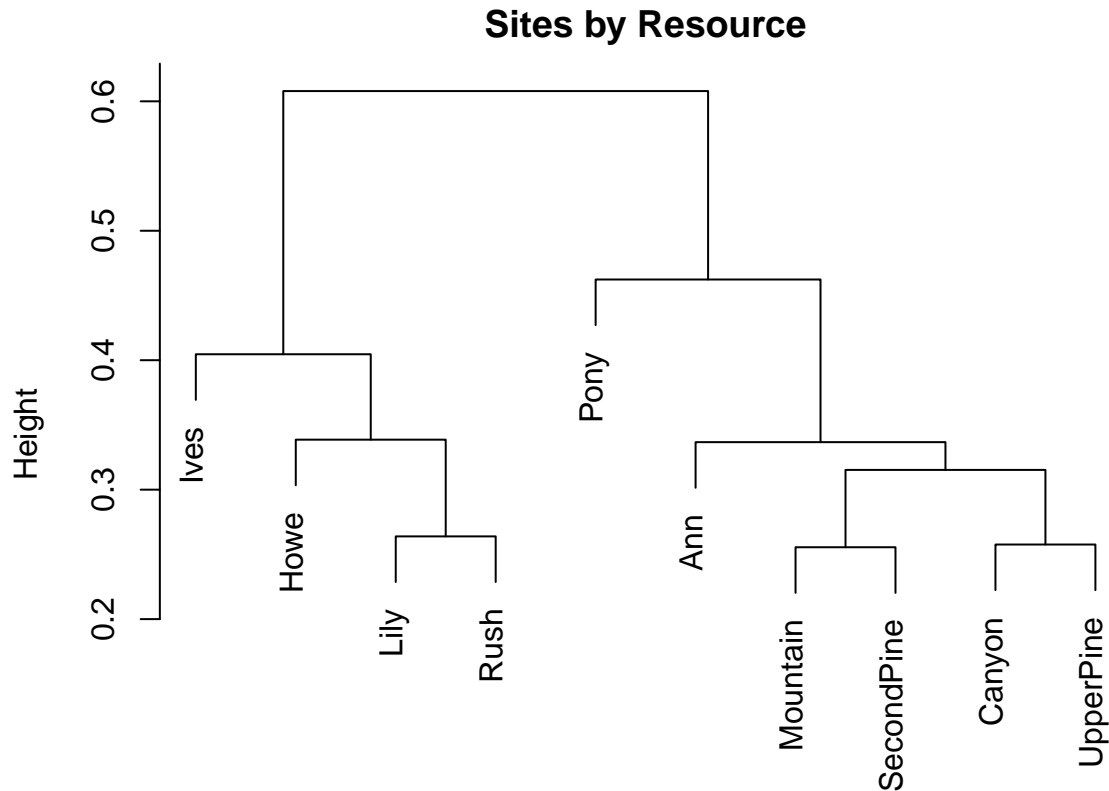 Sites by Resource
Height
0.6
0.5
0.4
0.3
0.2
Ives
Howe
Lily
Rush
Pony
Ann
Mountain
SecondPine
Canyon
UpperPine